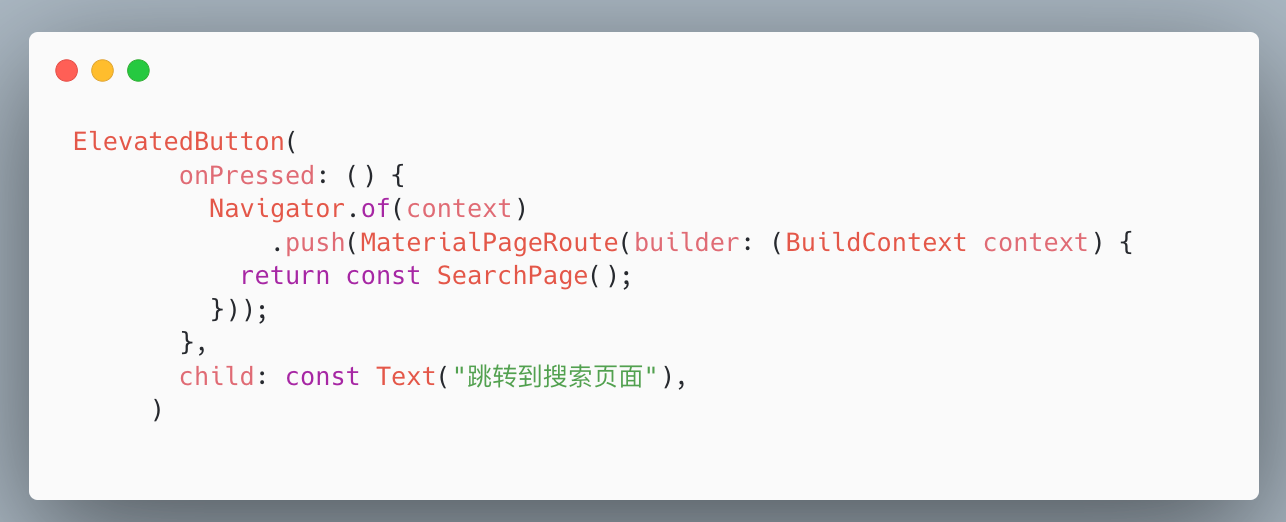 ElevatedButton(
        onPressed: () {
          Navigator.of(context)
              .push(MaterialPageRoute(builder: (BuildContext context) {
            return const SearchPage();
          }));
        },
        child: const Text("跳转到搜索页面"),
      )